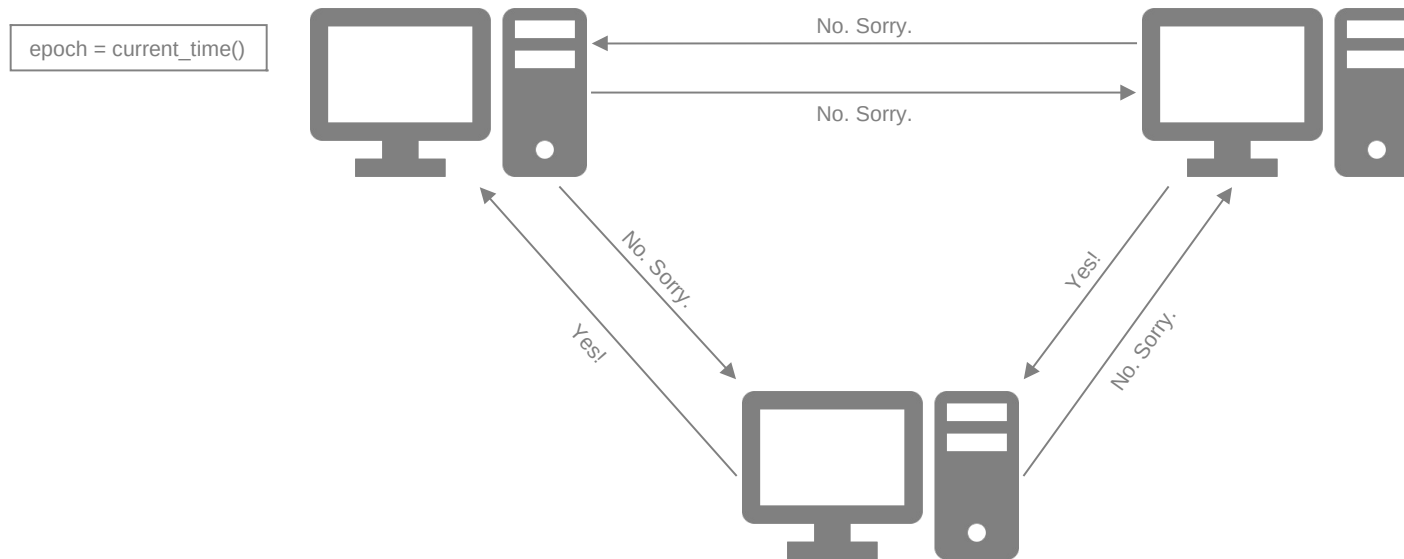 No. Sorry.
epoch = current_time()
No. Sorry.
No. Sorry.
Yes!
Yes!
No. Sorry.